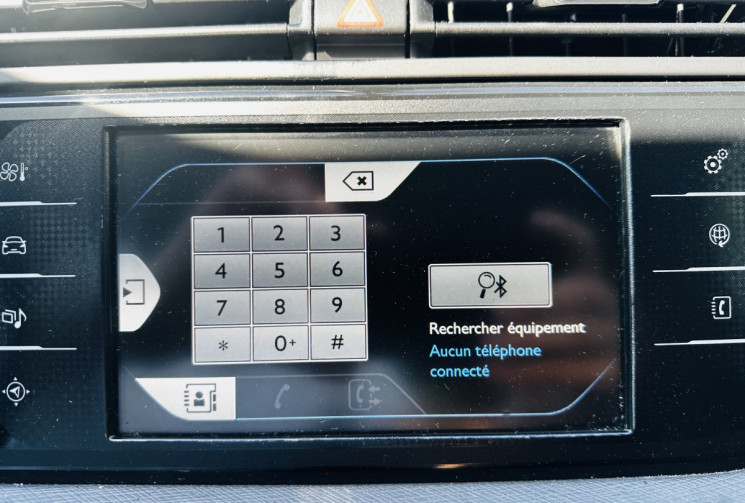 1 2 3
4 5 6
7 8 9
* 0+ #
Rechercher équipement
Aucun téléphone
connecté